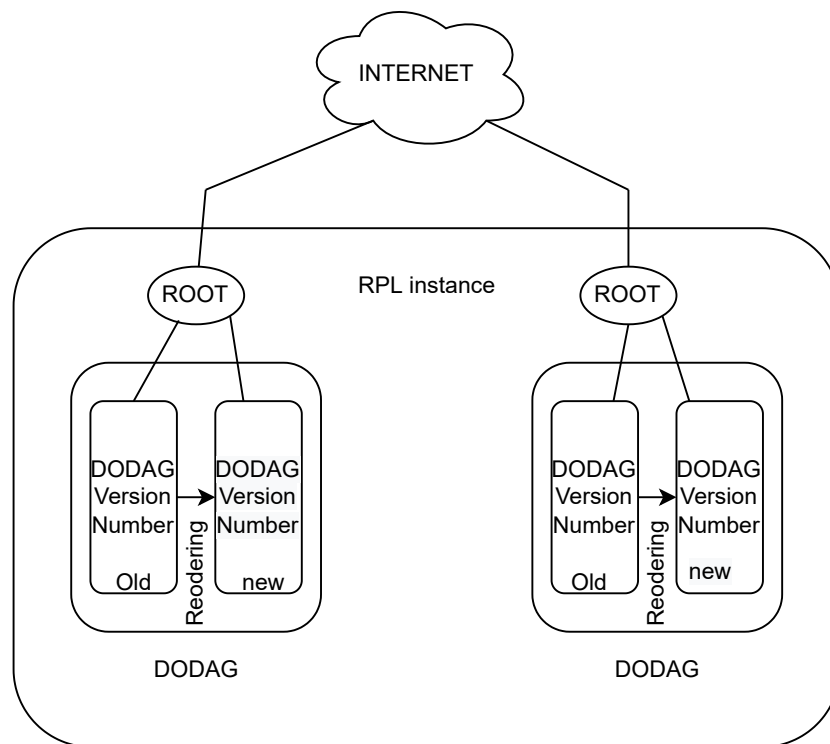 INTERNET
RPL instance
ROOT
ROOT
DODAG
Version
Number
Old
Reodering
DODAG
Version
Number
new
DODAG
Version
Number
Old
Reodering
DODAG
Version
Number
new
DODAG
DODAG